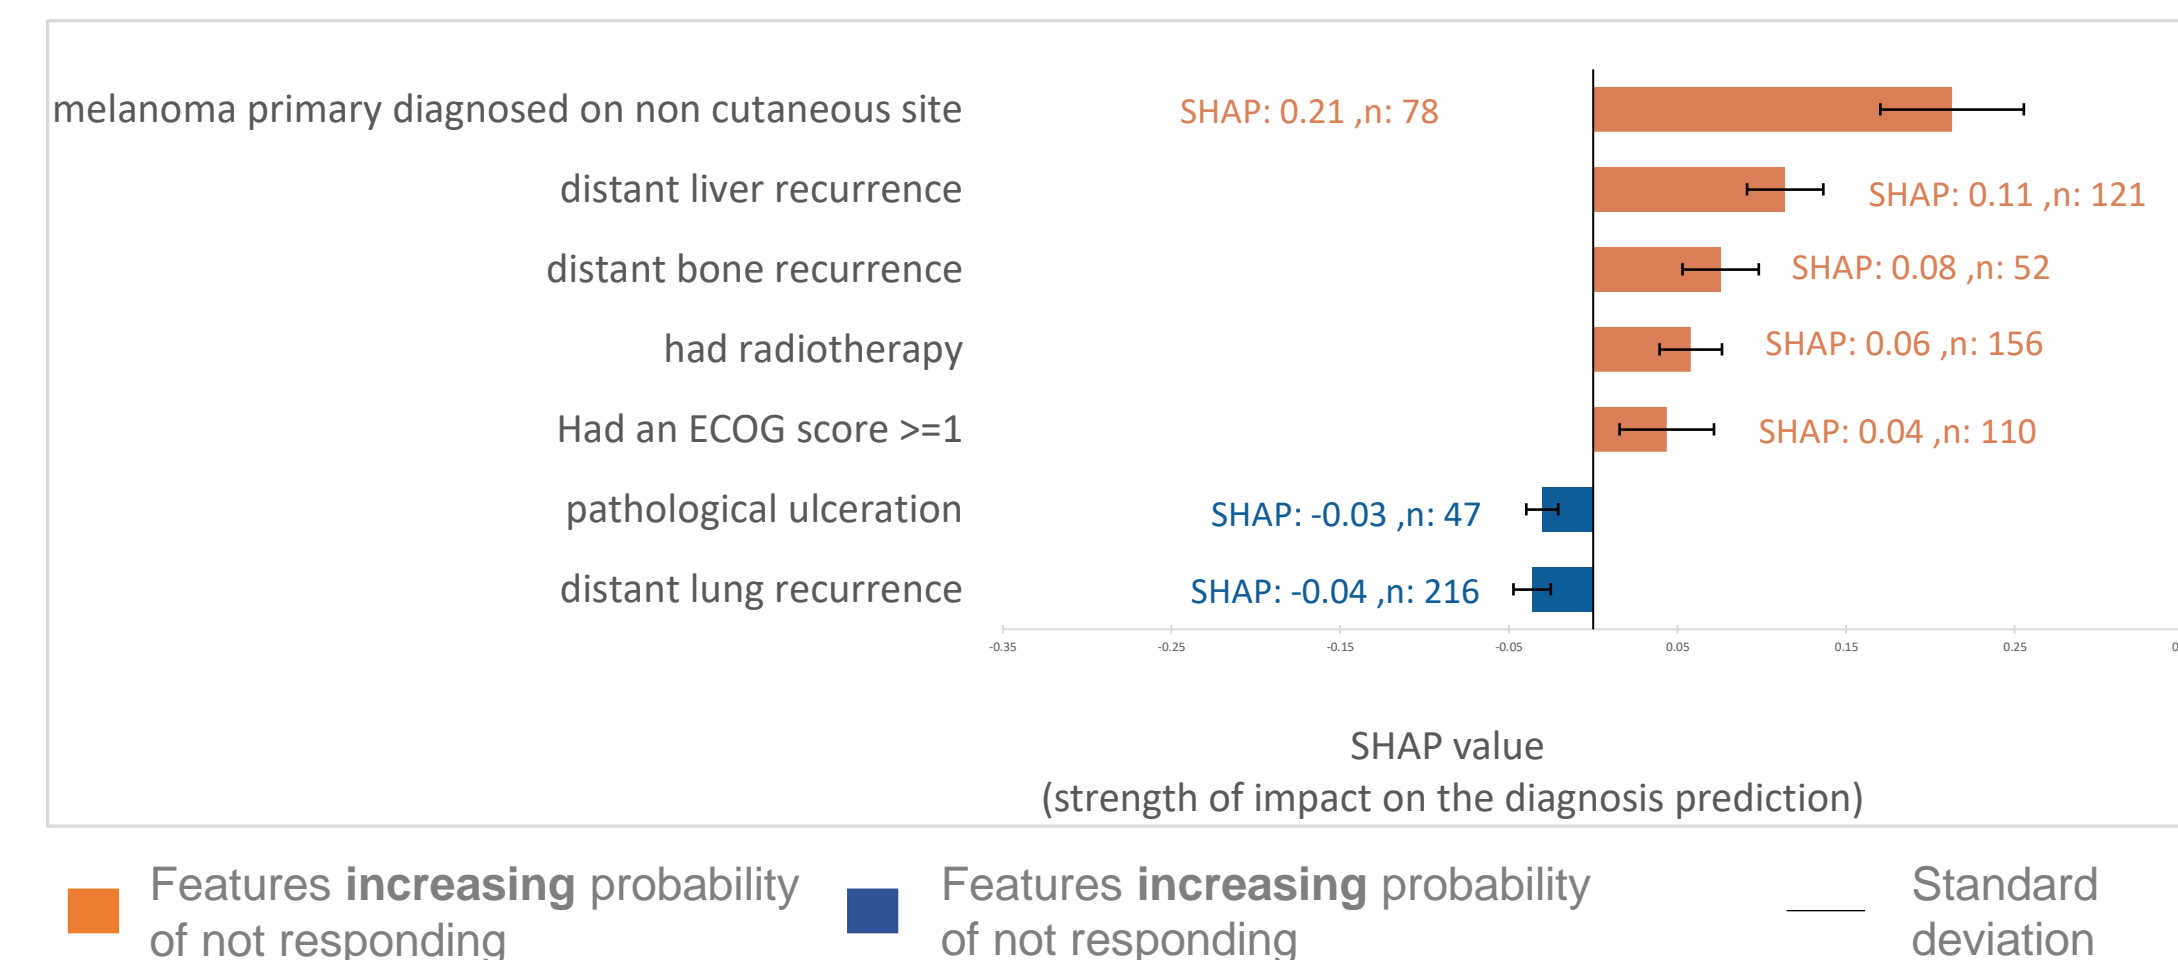 melanoma primary diagnosed on non cutaneous site SHAP: 0.21 ,n: 78
distant liver recurrence SHAP: 0.11 ,n: 121
distant bone recurrence SHAP: 0.08 ,n: 52
had radiotherapy SHAP: 0.06 ,n: 156
Had an ECOG score >=1 SHAP: 0.04 ,n: 110
pathological ulceration SHAP: -0.03 ,n: 47
distant lung recurrence SHAP: -0.04 ,n: 216
-0.35 -0.25 -0.15 -0.05 0.05 0.15 0.25
SHAP value
(strength of impact on the diagnosis prediction)
Features increasing probability
of not responding
Features increasing probability
of not responding
Standard
deviation